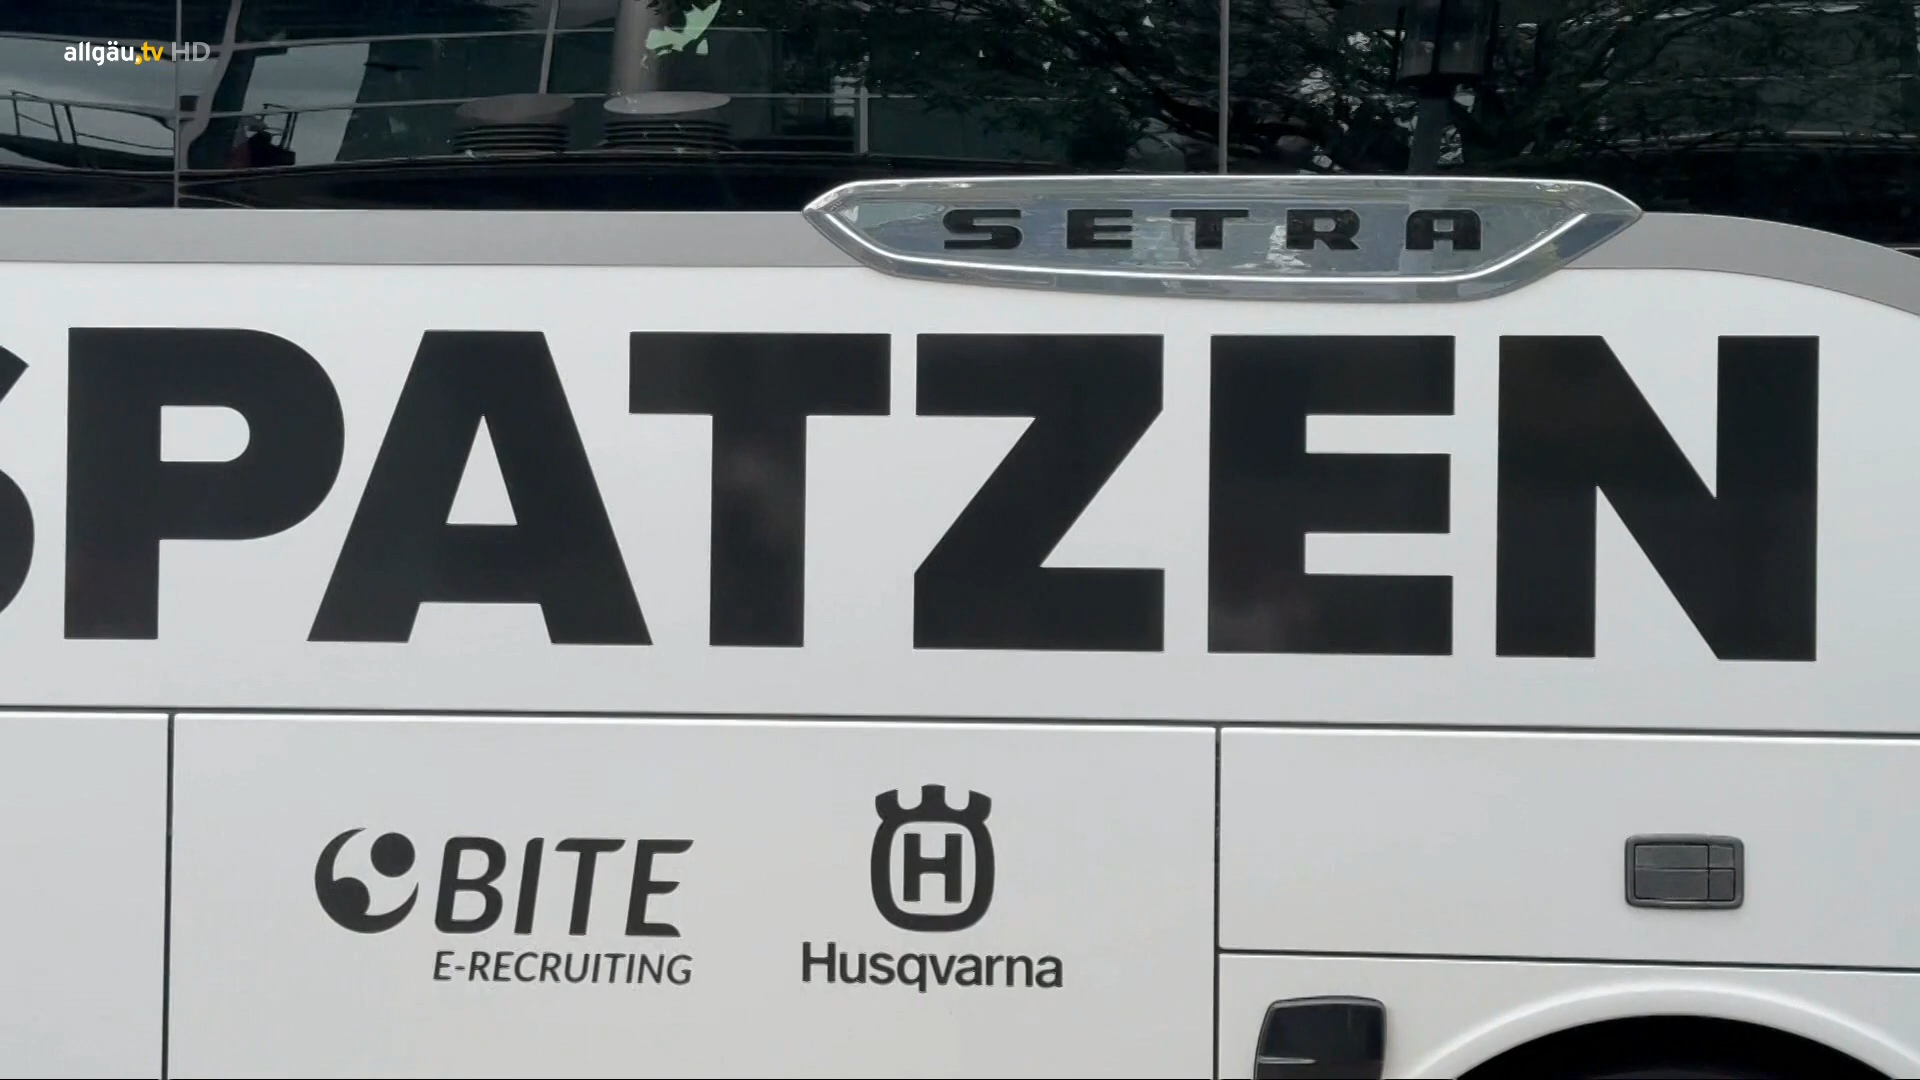 allgäu.tv HD
SETRA
SPATZEN
H
BITE
E-RECRUITING
Husqvarna